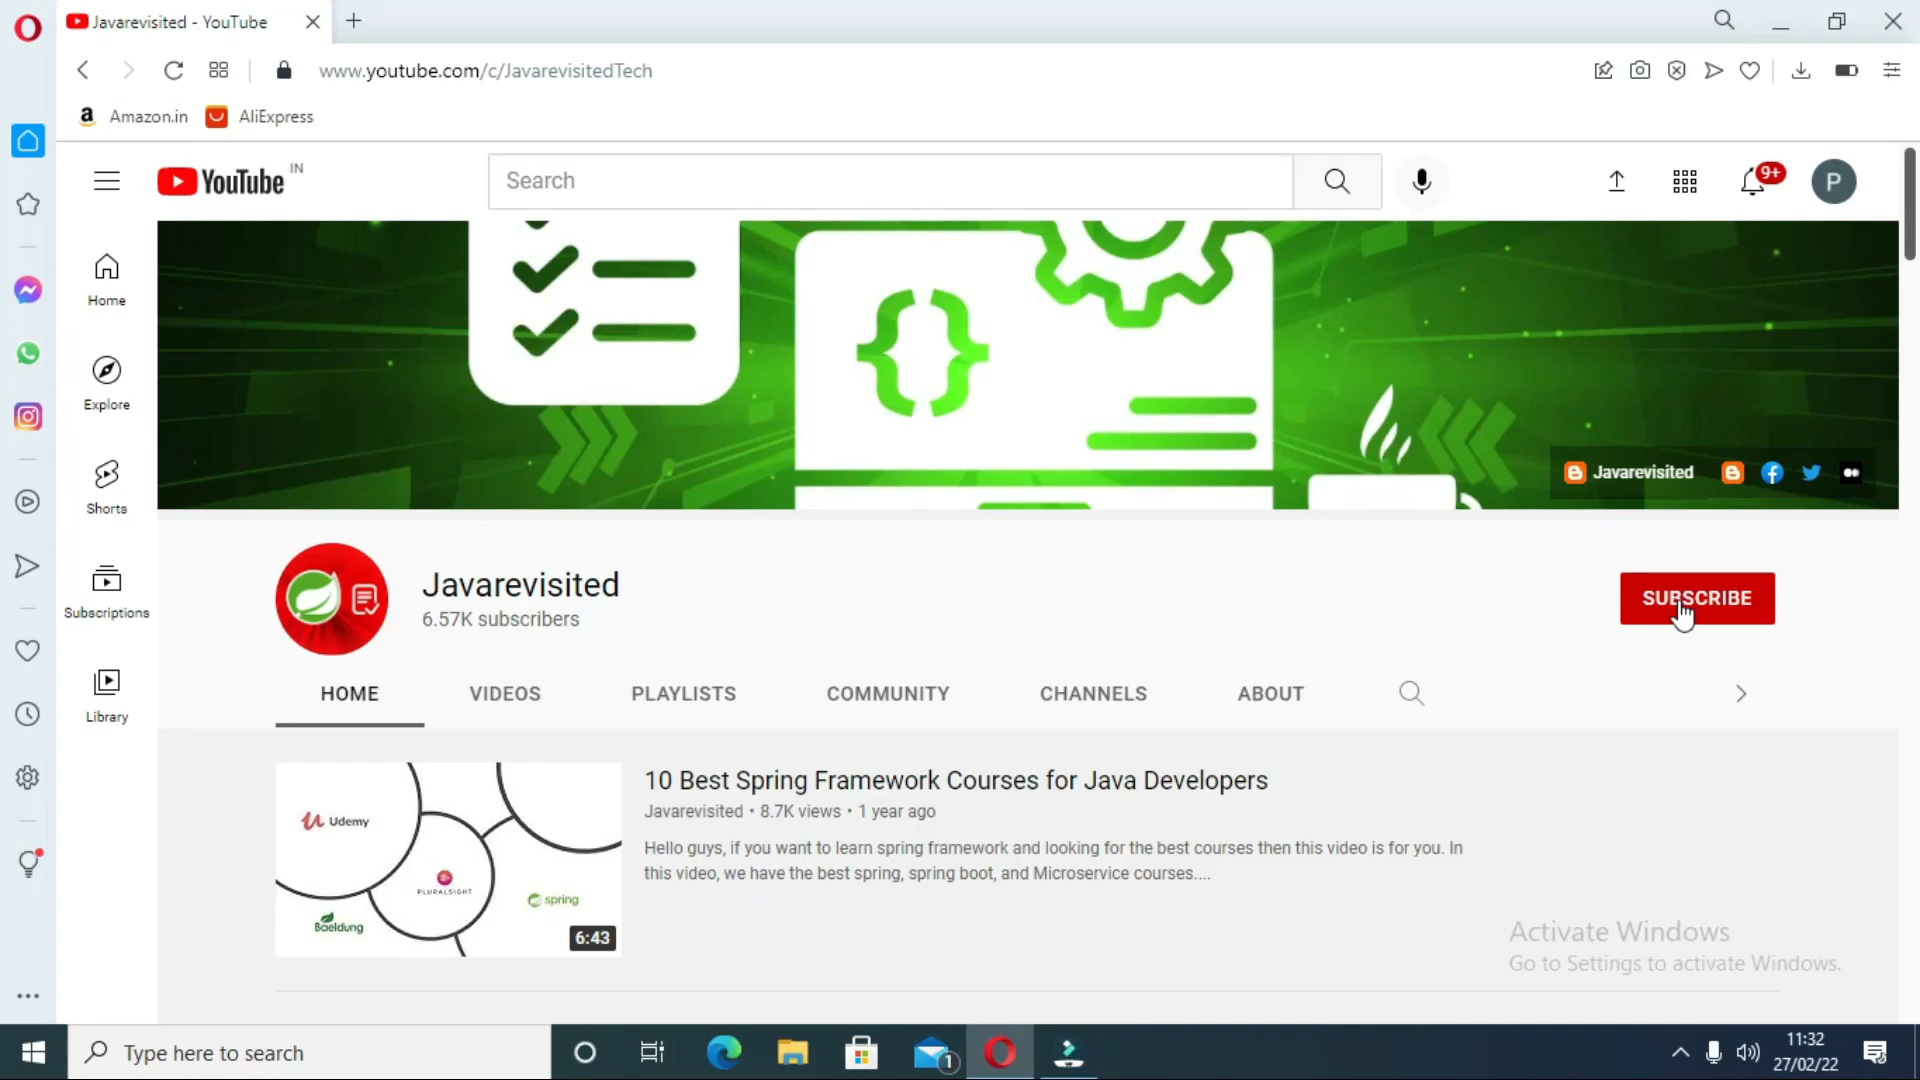 Javarevisited - YouTube
www.youtube.com/c/JavarevisitedTech
Amazon.in
AliExpress
YouTube IN
Search
9+
P
Home
Explore
Shorts
Subscriptions
Library
Javarevisited
Javarevisited
6.57K subscribers
SUBSCRIBE
HOME
VIDEOS
PLAYLISTS
COMMUNITY
CHANNELS
ABOUT
Udemy
PLURALSIGHT
spring
Baeldung
6:43
10 Best Spring Framework Courses for Java Developers
Javarevisited • 8.7K views • 1 year ago
Hello guys, if you want to learn spring framework and looking for the best courses then this video is for you. In
this video, we have the best spring, spring boot, and Microservice courses....
Activate Windows
Go to Settings to activate Windows.
Type here to search
1
11:32
27/02/22